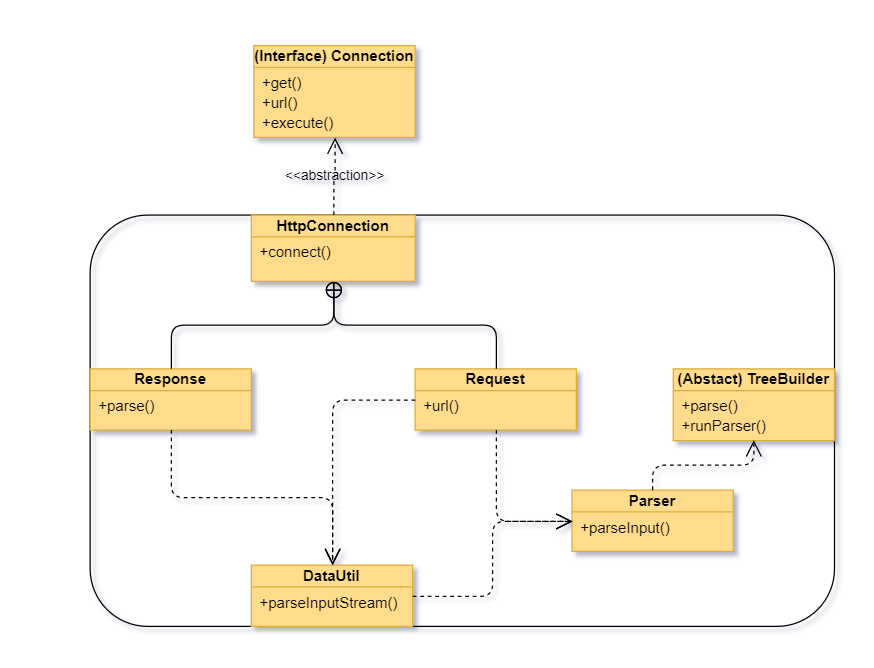 (Interface) Connection
+get()
+url()
+execute()
<<abstraction>>
HttpConnection
+connect()
Response
+parse()
Request
+url()
(Abstact) TreeBuilder
+parse()
+runParser()
Parser
+parseInput()
DataUtil
+parseInputStream()